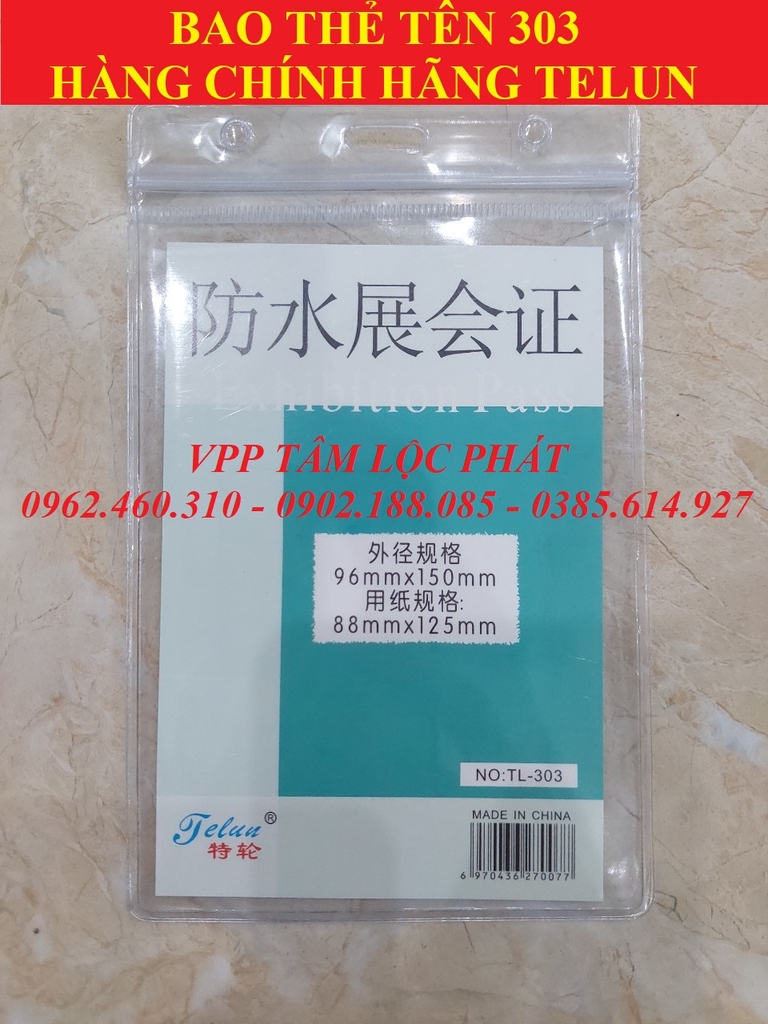 BAO THẺ TÊN 303
HÀNG CHÍNH HÃNG TELUN
防水展会证
Exhibition Pass
VPP TÂM LỘC PHÁT
0962.460.310 - 0902.188.085 - 0385.614.927
外径规格
96mmx150mm
用纸规格:
88mmx125mm
NO:TL-303
Telun®
特轮
MADE IN CHINA
6 970436 270077